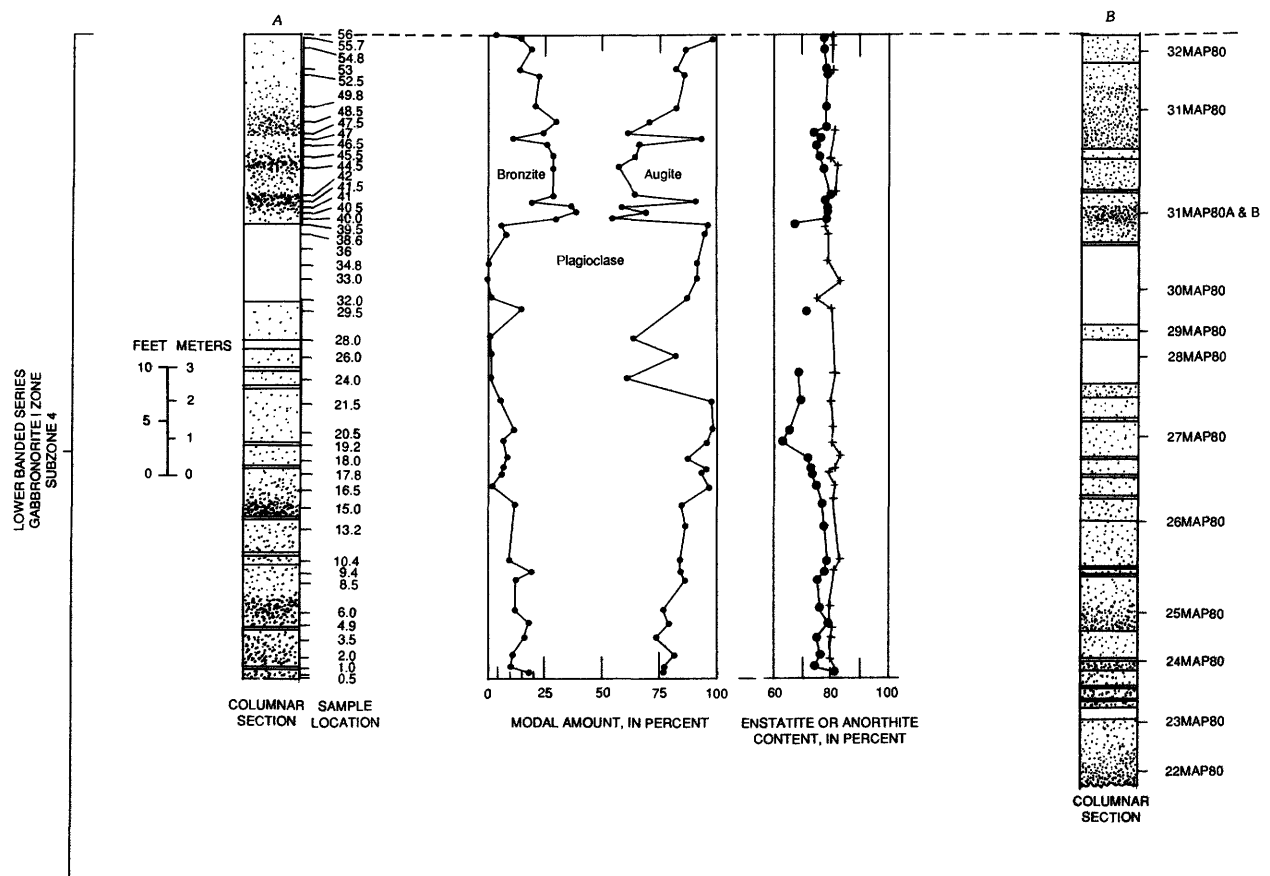 A
B
56
55.7
54.8
53
52.5
49.8
48.5
47.5
47
46.5
45.5
44.5
42
41.5
41
40.5
40.0
39.5
38.6
36
34.8
33.0
32.0
29.5
28.0
26.0
24.0
21.5
20.5
19.2
18.0
17.8
16.5
15.0
13.2
10.4
9.4
8.5
6.0
4.9
3.5
2.0
1.0
0.5
COLUMNAR SECTION
SAMPLE LOCATION
FEET METERS
10 3
2
5
1
0 0
LOWER BANDED SERIES
GABBRONORITE I ZONE
SUBZONE 4
Bronzite
Augite
Plagioclase
0 25 50 75 100
MODAL AMOUNT, IN PERCENT
60 80 100
ENSTATITE OR ANORTHITE
CONTENT, IN PERCENT
32MAP80
31MAP80
31MAP80A & B
30MAP80
29MAP80
28MAP80
27MAP80
26MAP80
25MAP80
24MAP80
23MAP80
22MAP80
COLUMNAR
SECTION